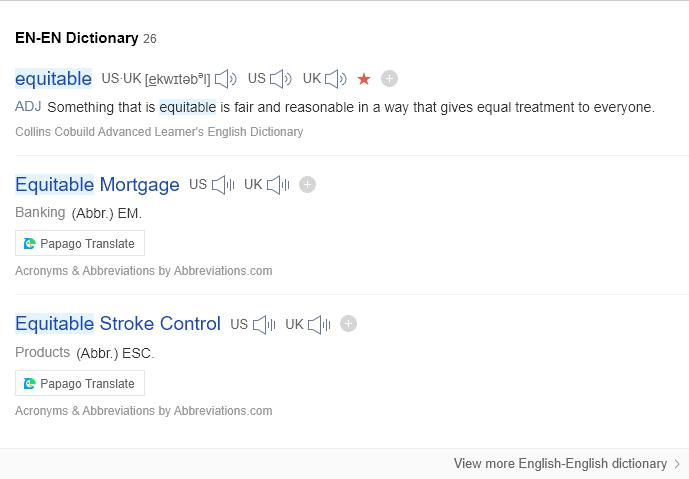 EN-EN Dictionary 26
equitable US·UK [ekwɪtəbᵊl] US UK
ADJ Something that is equitable is fair and reasonable in a way that gives equal treatment to everyone.
Collins Cobuild Advanced Learner's English Dictionary
Equitable Mortgage US UK
Banking (Abbr.) EM.
Papago Translate
Acronyms & Abbreviations by Abbreviations.com
Equitable Stroke Control US UK
Products (Abbr.) ESC.
Papago Translate
Acronyms & Abbreviations by Abbreviations.com
View more English-English dictionary